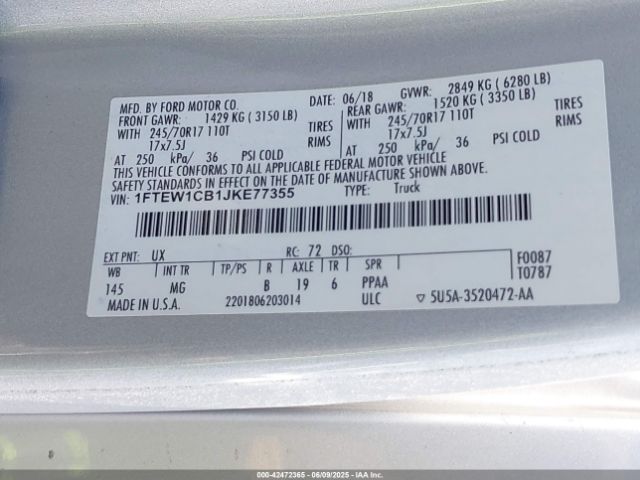 MFD. BY FORD MOTOR CO.
DATE: 06/18 GVWR: 2849 KG ( 6280 LB)
FRONT GAWR: 1429 KG ( 3150 LB)
REAR GAWR: 1520 KG ( 3350 LB)
WITH 245/70R17 110T TIRES
WITH 245/70R17 110T TIRES
17x7.5J RIMS
17x7.5J RIMS
AT 250 kPa/ 36 PSI COLD
AT 250 kPa/ 36 PSI COLD
THIS VEHICLE CONFORMS TO ALL APPLICABLE FEDERAL MOTOR VEHICLE
SAFETY STANDARDS IN EFFECT ON THE DATE OF MANUFACTURE SHOWN ABOVE.
VIN: 1FTEW1CB1JKE77355
TYPE: Truck
EXT PNT: UX RC: 72 DSO:
F0087
T0787
WB INT TR TP/PS R AXLE TR SPR
145 MG B 19 6 PPAA
MADE IN U.S.A. 2201806203014 ULC ▽ 5U5A-3520472-AA
000-42472365 - 06/09/2025 - IAA Inc.